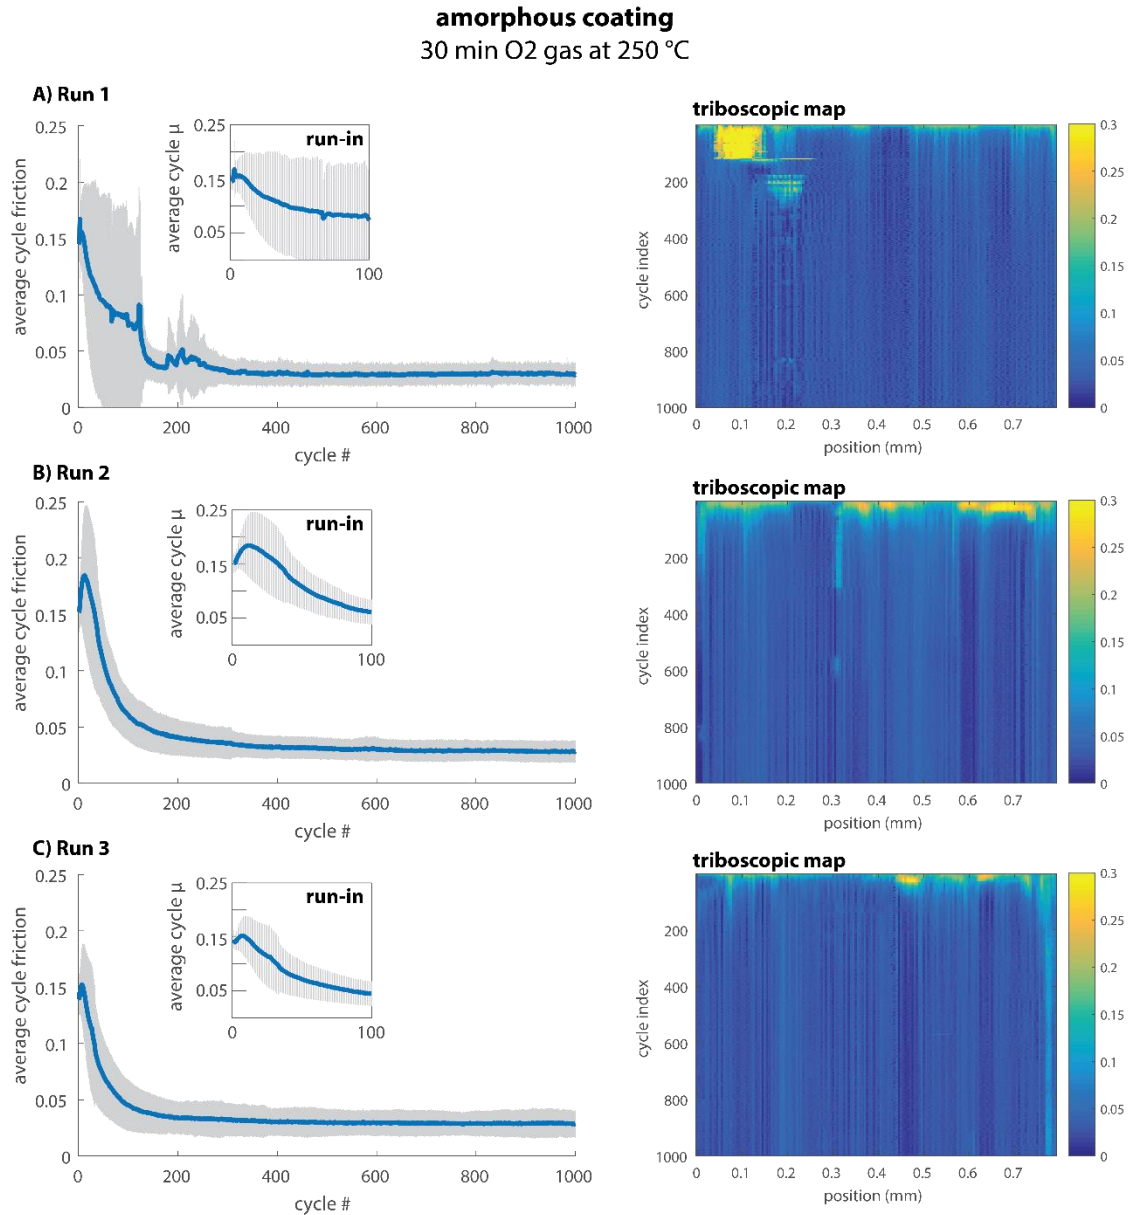 amorphous coating
30 min O2 gas at 250 °C
A) Run 1
average cycle friction
0.25
0.2
0.15
0.1
0.05
0
0 200 400 600 800 1000
cycle #
run-in
average cycle μ
0.25
0.15
0.05
0 100
triboscopic map
cycle index
200
400
600
800
1000
0 0.1 0.2 0.3 0.4 0.5 0.6 0.7
position (mm)
0.3
0.25
0.2
0.15
0.1
0.05
0
B) Run 2
average cycle friction
0.25
0.2
0.15
0.1
0.05
0
0 200 400 600 800 1000
cycle #
run-in
average cycle μ
0.25
0.15
0.05
0 100
triboscopic map
cycle index
200
400
600
800
1000
0 0.1 0.2 0.3 0.4 0.5 0.6 0.7
position (mm)
0.3
0.25
0.2
0.15
0.1
0.05
0
C) Run 3
average cycle friction
0.25
0.2
0.15
0.1
0.05
0
0 200 400 600 800 1000
cycle #
run-in
average cycle μ
0.25
0.15
0.05
0 100
triboscopic map
cycle index
200
400
600
800
1000
0 0.1 0.2 0.3 0.4 0.5 0.6 0.7
position (mm)
0.3
0.25
0.2
0.15
0.1
0.05
0